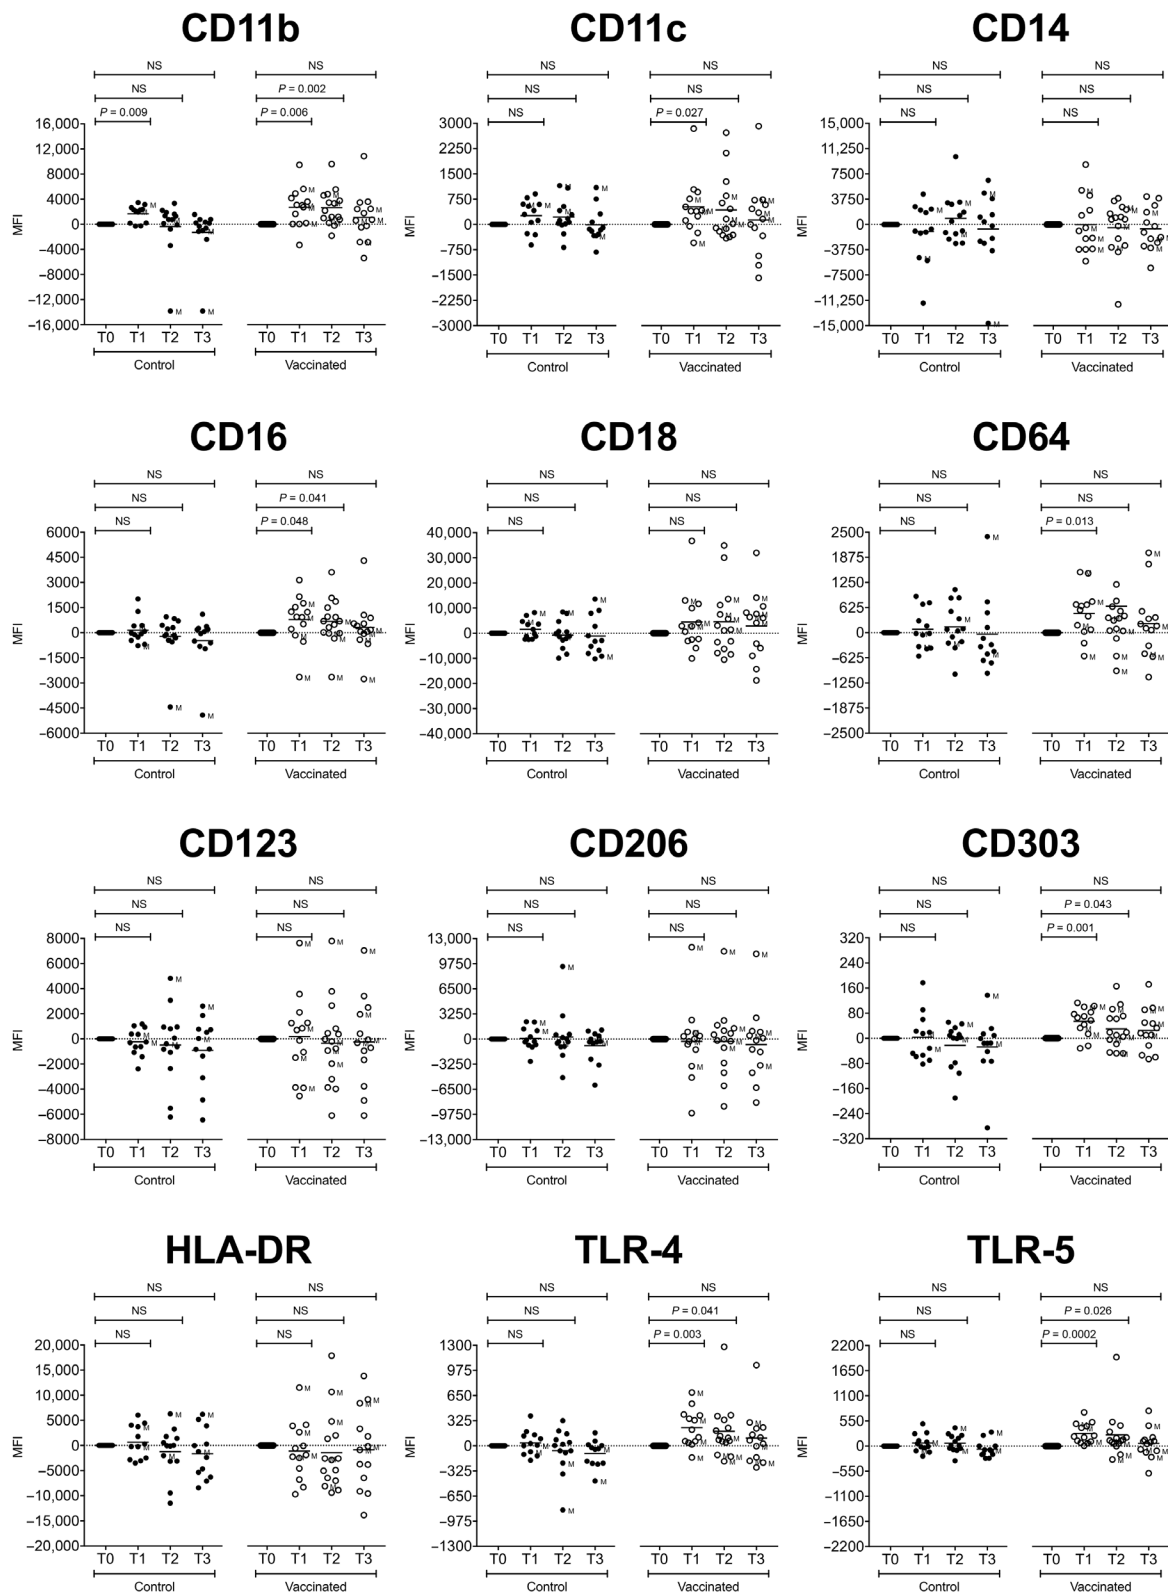 CD11b
NS
NS
NS
P = 0.002
P = 0.009
P = 0.006
MFI
16,000
12,000
8000
4000
0
−4000
−8000
−12,000
−16,000
T0 T1 T2 T3 T0 T1 T2 T3
Control Vaccinated
CD11c
NS
NS
NS
NS
NS
P = 0.027
MFI
3000
2250
1500
750
0
−750
−1500
−2250
−3000
T0 T1 T2 T3 T0 T1 T2 T3
Control Vaccinated
CD14
NS
NS
NS
NS
NS
NS
MFI
15,000
11,250
7500
3750
0
−3750
−7500
−11,250
−15,000
T0 T1 T2 T3 T0 T1 T2 T3
Control Vaccinated
CD16
NS
NS
NS
P = 0.041
NS
P = 0.048
MFI
6000
4500
3000
1500
0
−1500
−3000
−4500
−6000
T0 T1 T2 T3 T0 T1 T2 T3
Control Vaccinated
CD18
NS
NS
NS
NS
NS
NS
MFI
40,000
30,000
20,000
10,000
0
−10,000
−20,000
−30,000
−40,000
T0 T1 T2 T3 T0 T1 T2 T3
Control Vaccinated
CD64
NS
NS
NS
NS
NS
P = 0.013
MFI
2500
1875
1250
625
0
−625
−1250
−1875
−2500
T0 T1 T2 T3 T0 T1 T2 T3
Control Vaccinated
CD123
NS
NS
NS
NS
NS
NS
MFI
8000
6000
4000
2000
0
−2000
−4000
−6000
−8000
T0 T1 T2 T3 T0 T1 T2 T3
Control Vaccinated
CD206
NS
NS
NS
NS
NS
NS
MFI
13,000
9750
6500
3250
0
−3250
−6500
−9750
−13,000
T0 T1 T2 T3 T0 T1 T2 T3
Control Vaccinated
CD303
NS
NS
NS
P = 0.043
NS
P = 0.001
MFI
320
240
160
80
0
−80
−160
−240
−320
T0 T1 T2 T3 T0 T1 T2 T3
Control Vaccinated
HLA-DR
NS
NS
NS
NS
NS
NS
MFI
20,000
15,000
10,000
5000
0
−5000
−10,000
−15,000
−20,000
T0 T1 T2 T3 T0 T1 T2 T3
Control Vaccinated
TLR-4
NS
NS
NS
P = 0.041
NS
P = 0.003
MFI
1300
975
650
325
0
−325
−650
−975
−1300
T0 T1 T2 T3 T0 T1 T2 T3
Control Vaccinated
TLR-5
NS
NS
NS
P = 0.026
NS
P = 0.0002
MFI
2200
1650
1100
550
0
−550
−1100
−1650
−2200
T0 T1 T2 T3 T0 T1 T2 T3
Control Vaccinated